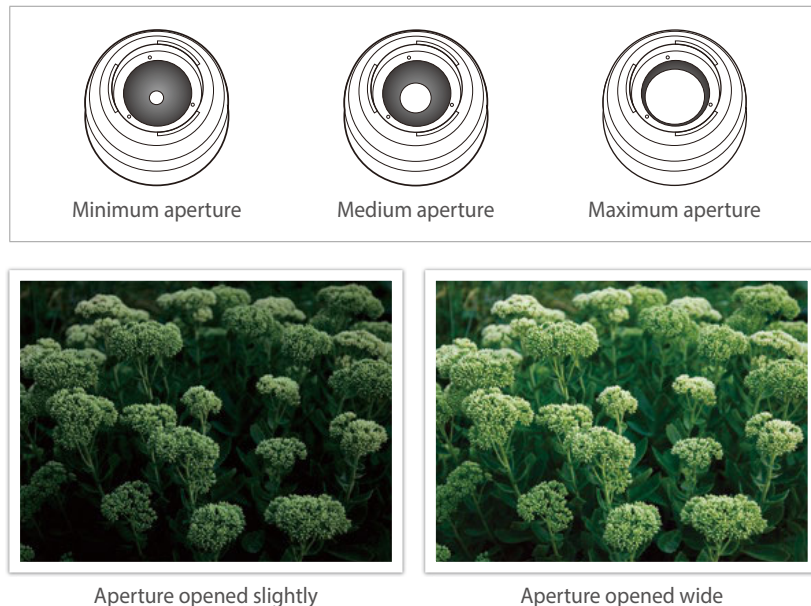 Minimum aperture
Medium aperture
Maximum aperture
Aperture opened slightly
Aperture opened wide